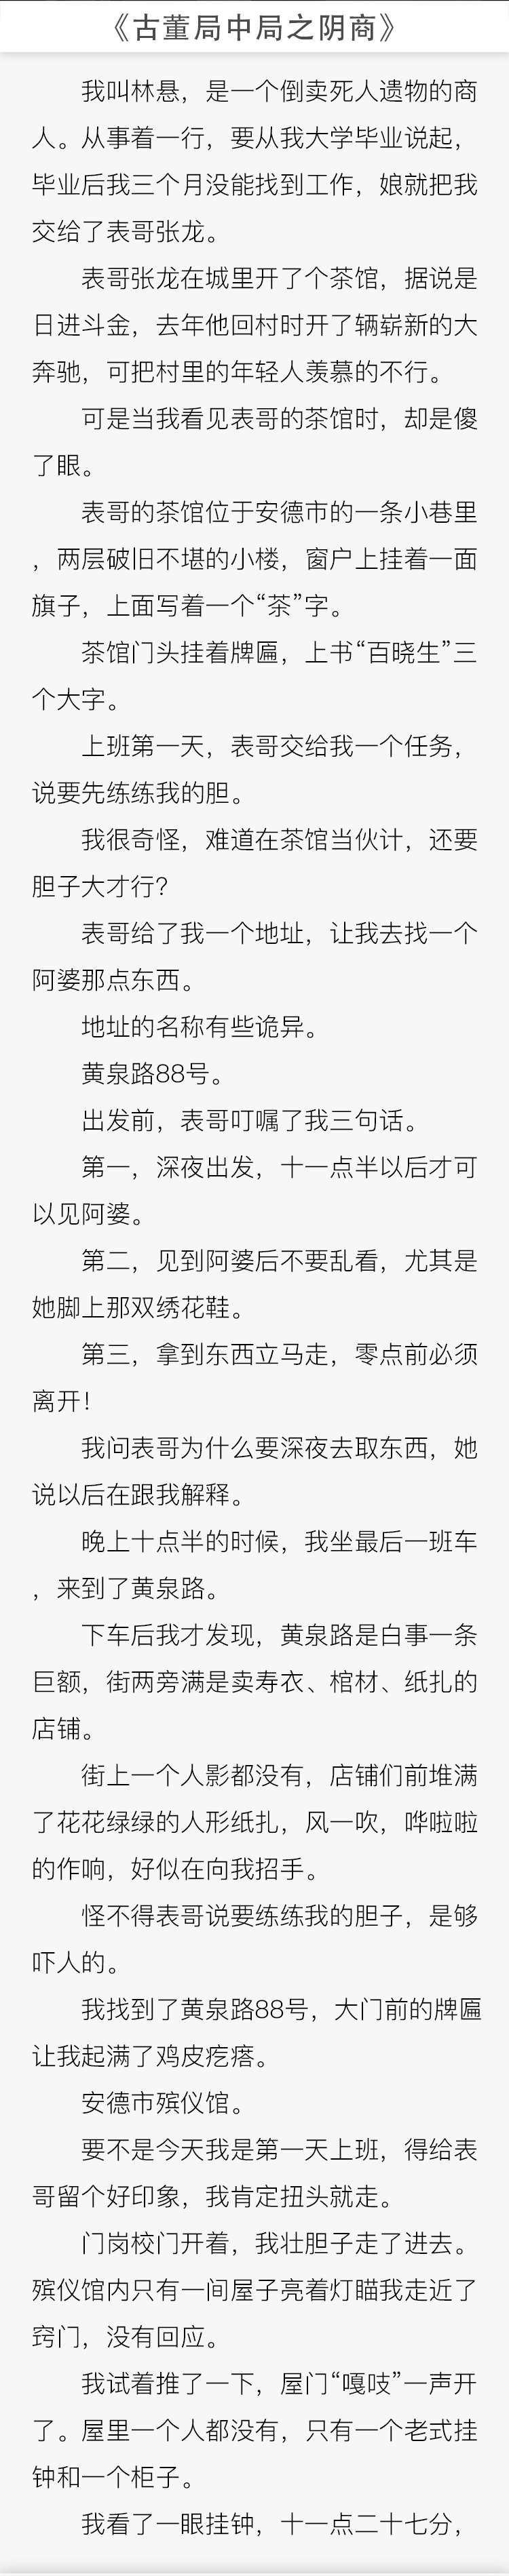 《古董局中局之阴商》
我叫林悬，是一个倒卖死人遗物的商
人。从事着一行，要从我大学毕业说起，
毕业后我三个月没能找到工作，娘就把我
交给了表哥张龙。
表哥张龙在城里开了个茶馆，据说是
日进斗金，去年他回村时开了辆崭新的大
奔驰，可把村里的年轻人羡慕的不行。
可是当我看见表哥的茶馆时，却是傻
了眼。
表哥的茶馆位于安德市的一条小巷里
，两层破旧不堪的小楼，窗户上挂着一面
旗子，上面写着一个“茶”字。
茶馆门头挂着牌匾，上书“百晓生”三
个大字。
上班第一天，表哥交给我一个任务，
说要先练练我的胆。
我很奇怪，难道在茶馆当伙计，还要
胆子大才行？
表哥给了我一个地址，让我去找一个
阿婆那点东西。
地址的名称有些诡异。
黄泉路88号。
出发前，表哥叮嘱了我三句话。
第一，深夜出发，十一点半以后才可
以见阿婆。
第二，见到阿婆后不要乱看，尤其是
她脚上那双绣花鞋。
第三，拿到东西立马走，零点前必须
离开！
我问表哥为什么要深夜去取东西，她
说以后在跟我解释。
晚上十点半的时候，我坐最后一班车
，来到了黄泉路。
下车后我才发现，黄泉路是白事一条
巨额，街两旁满是卖寿衣、棺材、纸扎的
店铺。
街上一个人影都没有，店铺们前堆满
了花花绿绿的人形纸扎，风一吹，哗啦啦
的作响，好似在向我招手。
怪不得表哥说要练练我的胆子，是够
吓人的。
我找到了黄泉路88号，大门前的牌匾
让我起满了鸡皮疙瘩。
安德市殡仪馆。
要不是今天我是第一天上班，得给表
哥留个好印象，我肯定扭头就走。
门岗校门开着，我壮胆子走了进去。
殡仪馆内只有一间屋子亮着灯瞄我走近了
窍门，没有回应。
我试着推了一下，屋门“嘎吱”一声开
了。屋里一个人都没有，只有一个老式挂
钟和一个柜子。
我看了一眼挂钟，十一点二十七分，